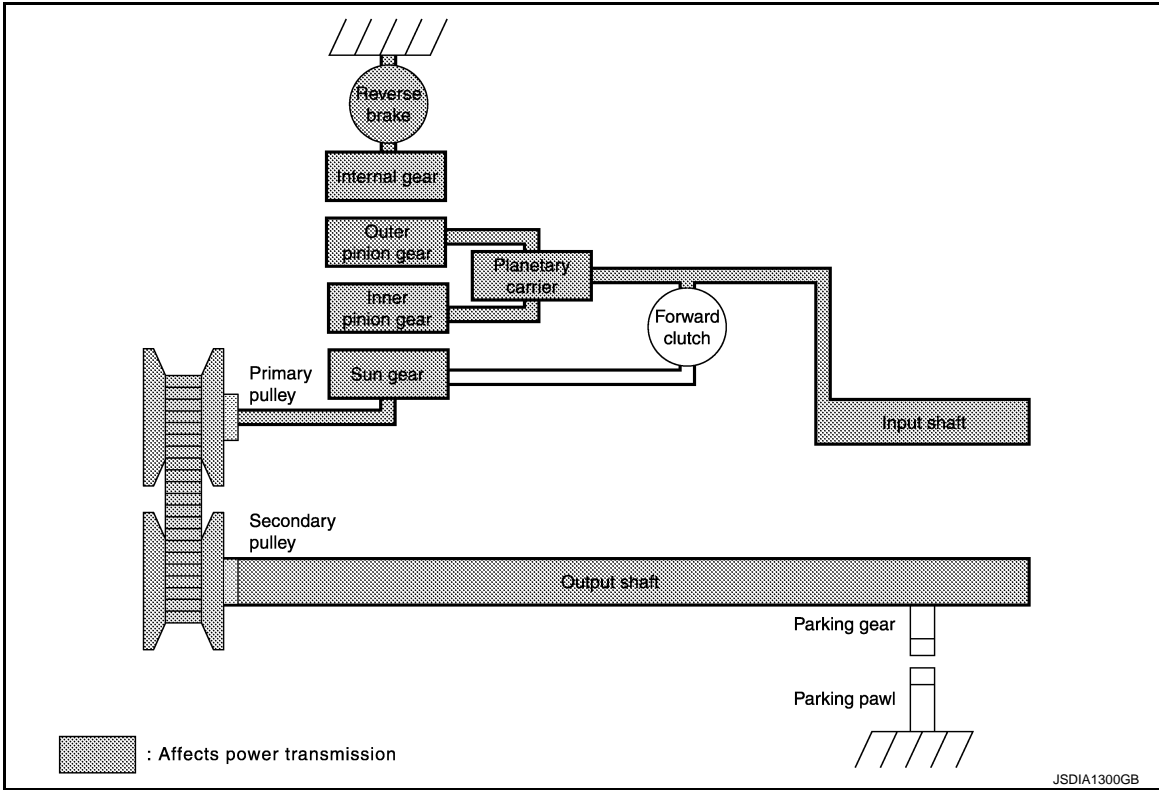 Reverse
brake
Internal gear
Outer
pinion gear
Planetary
carrier
Inner
pinion gear
Forward
clutch
Sun gear
Primary
pulley
Input shaft
Secondary
pulley
Output shaft
Parking gear
Parking pawl
: Affects power transmission
JSDIA1300GB